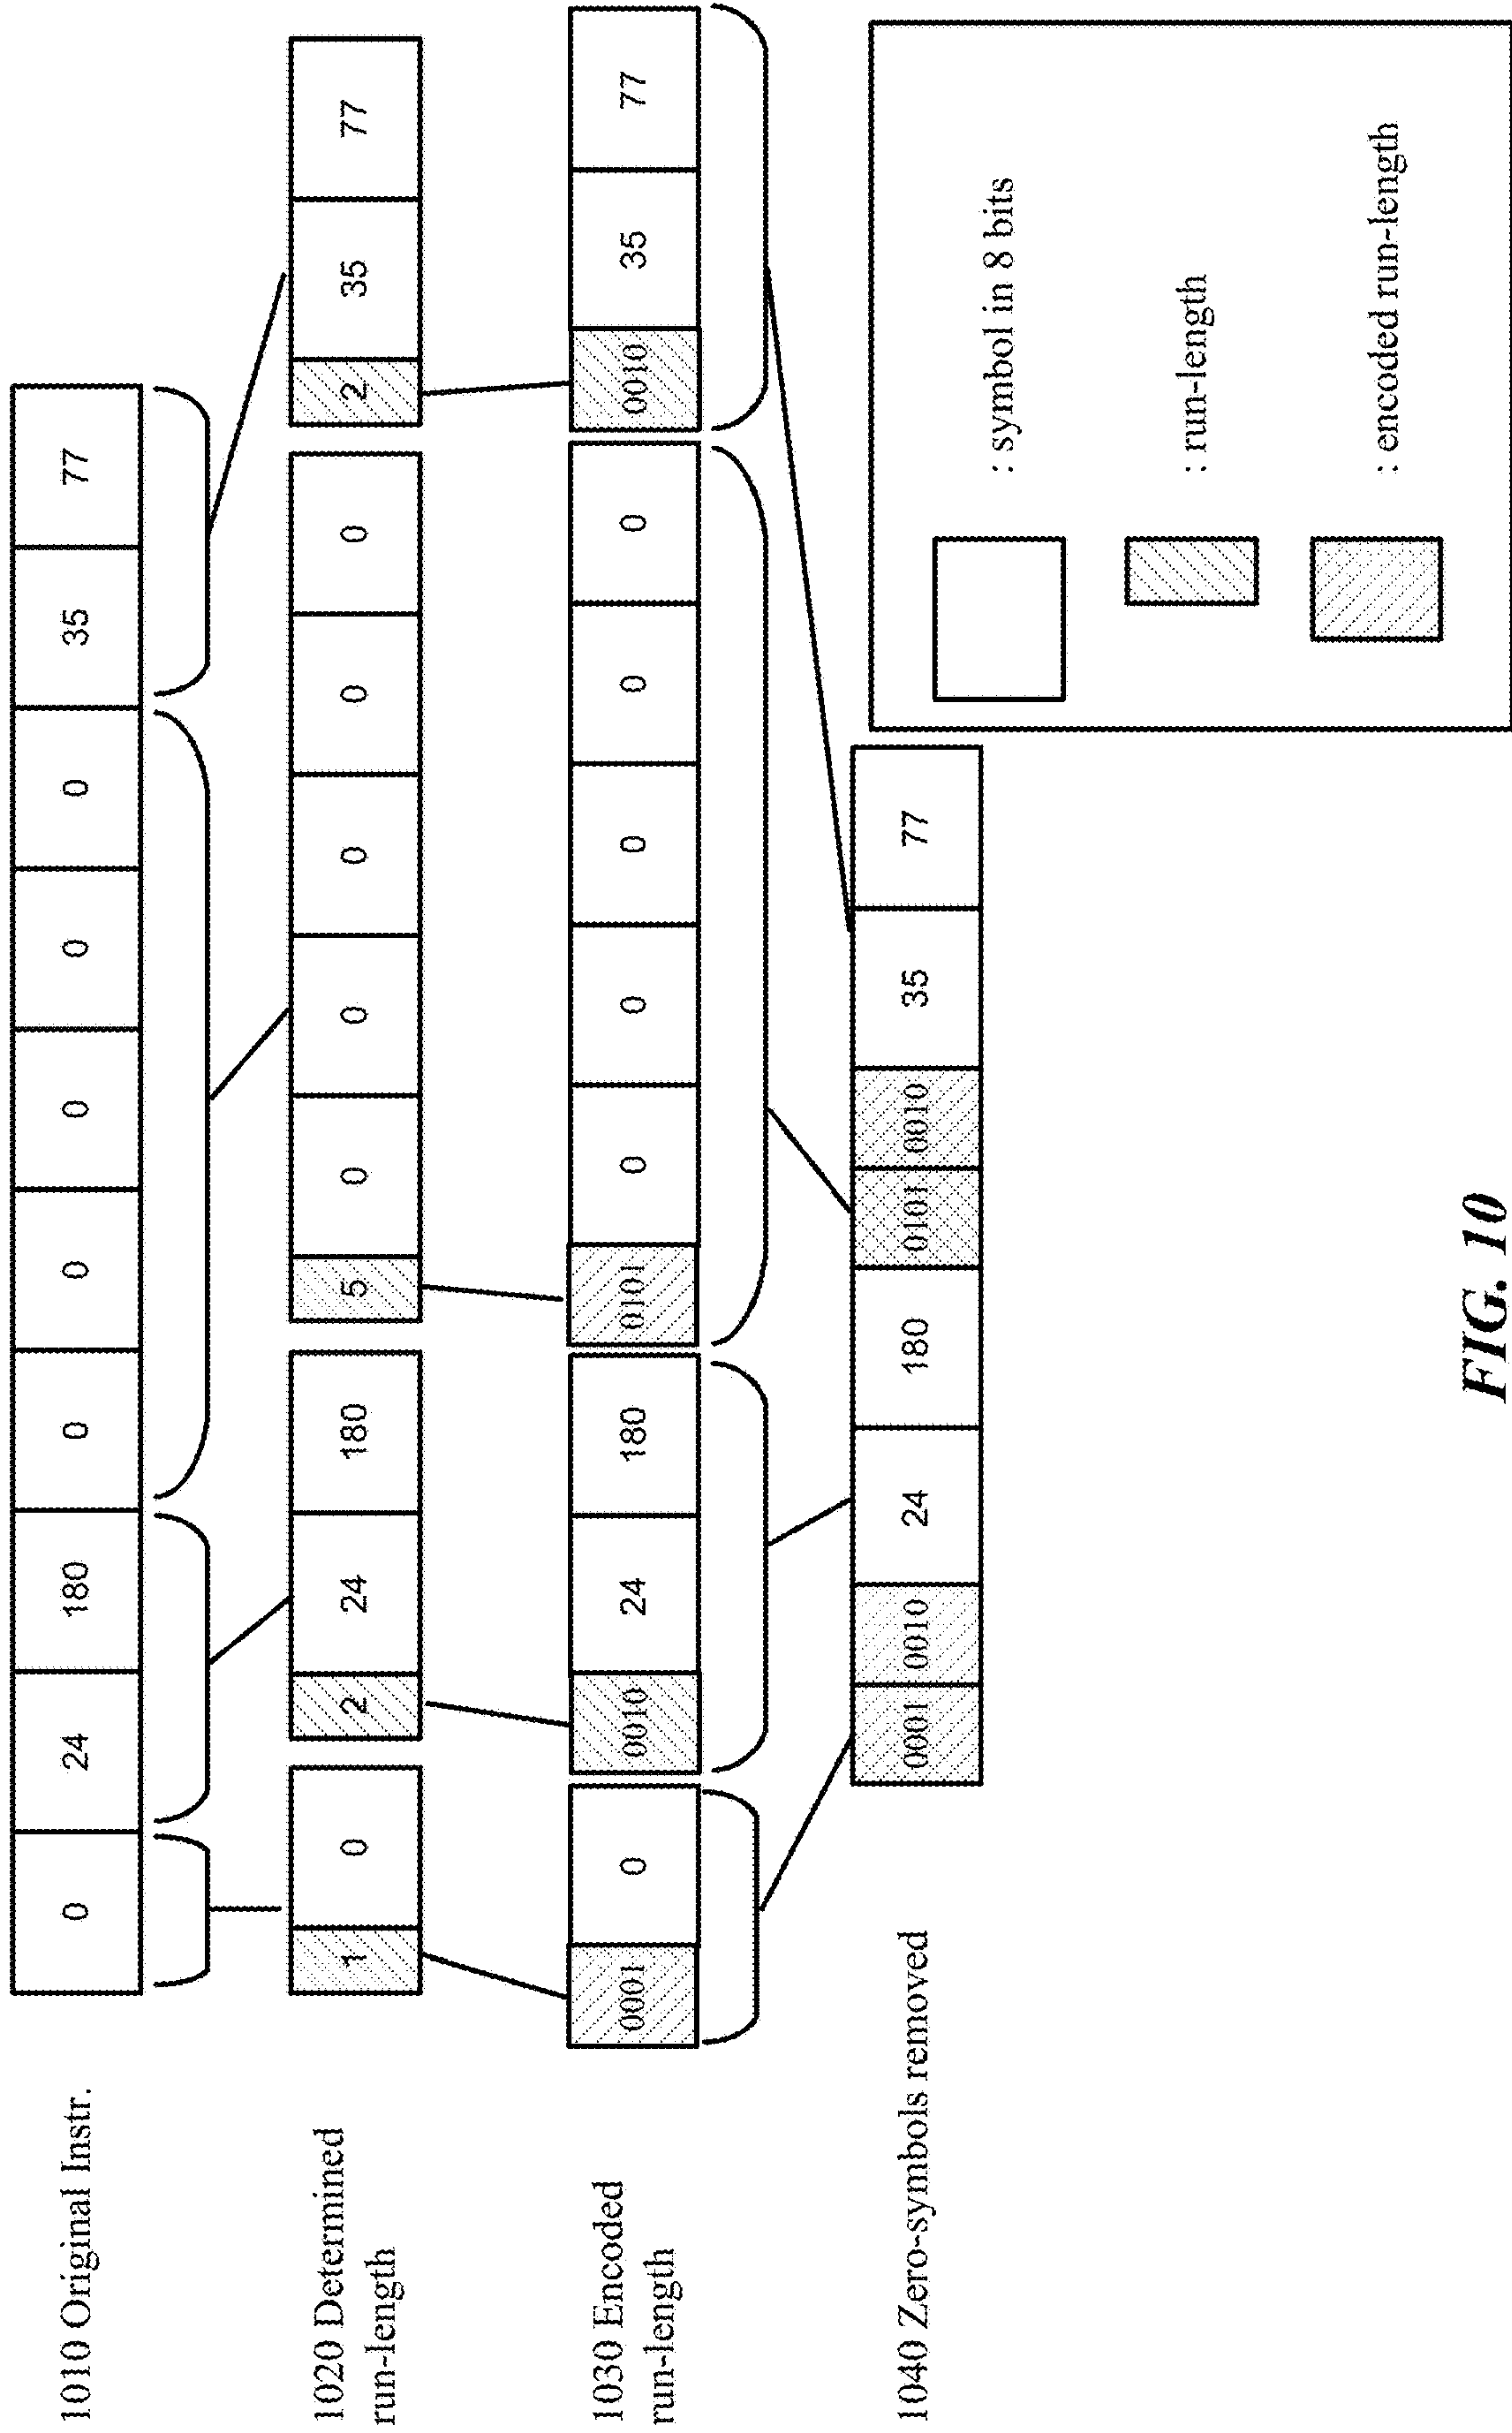 1010 Original Instr.
0 24 180 0 0 0 0 0 35 77
1020 Determined
run-length
1 0 2 24 180 5 0 0 0 0 0 2 35 77
1030 Encoded
run-length
0001 0 0010 24 180 0101 0 0 0 0 0 0010 35 77
1040 Zero-symbols removed
0001 0010 24 180 0101 0010 35 77
: symbol in 8 bits
: run-length
: encoded run-length
FIG. 10